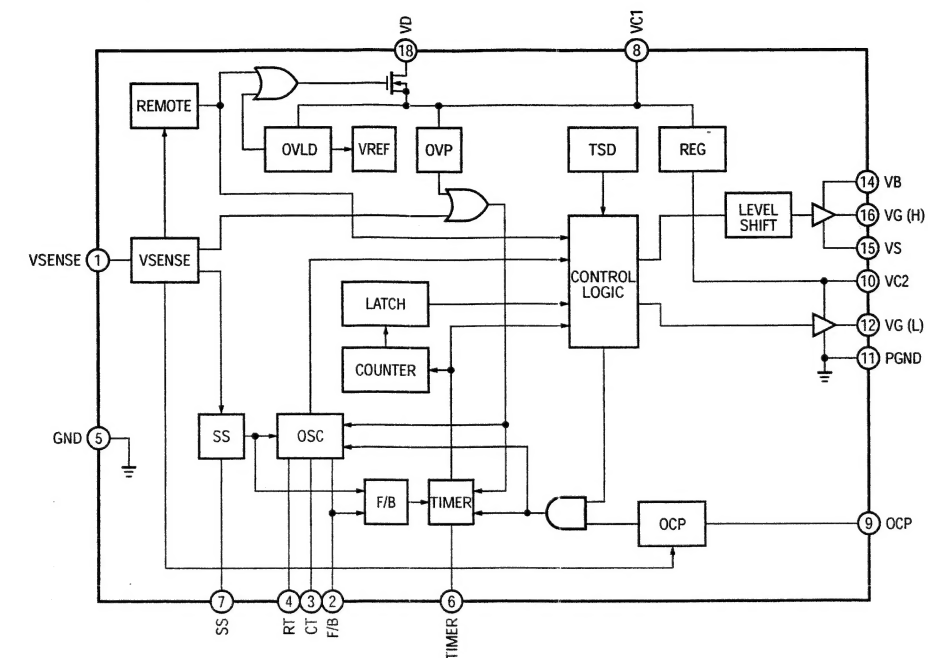 VD
VC1
18
8
REMOTE
OVLD
VREF
OVP
TSD
REG
14 VB
LEVEL
SHIFT
16 VG (H)
15 VS
VSENSE 1
VSENSE
CONTROL
LOGIC
10 VC2
LATCH
12 VG (L)
COUNTER
11 PGND
GND 5
SS
OSC
F/B
TIMER
OCP
9 OCP
7
4
3
2
6
SS
RT
CT
F/B
TIMER